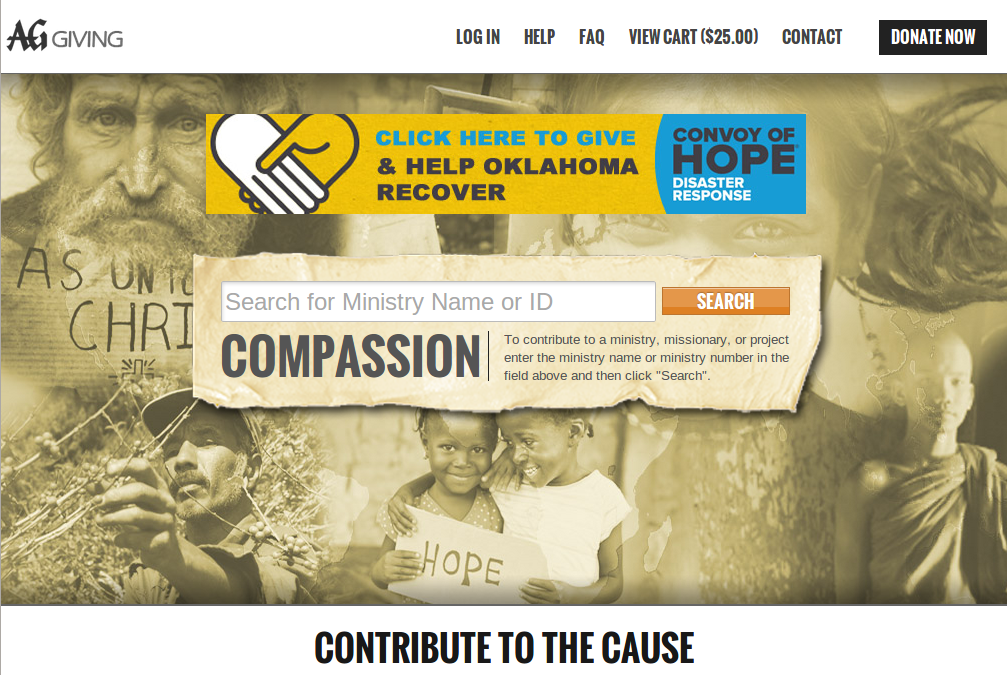 AG GIVING
LOG IN HELP FAQ VIEW CART ($25.00) CONTACT DONATE NOW
CLICK HERE TO GIVE
& HELP OKLAHOMA
RECOVER
CONVOY OF
HOPE
DISASTER
RESPONSE
AS UNTO
CHRI
Search for Ministry Name or ID
SEARCH
COMPASSION
To contribute to a ministry, missionary, or project
enter the ministry name or ministry number in the
field above and then click "Search".
HOPE
CONTRIBUTE TO THE CAUSE